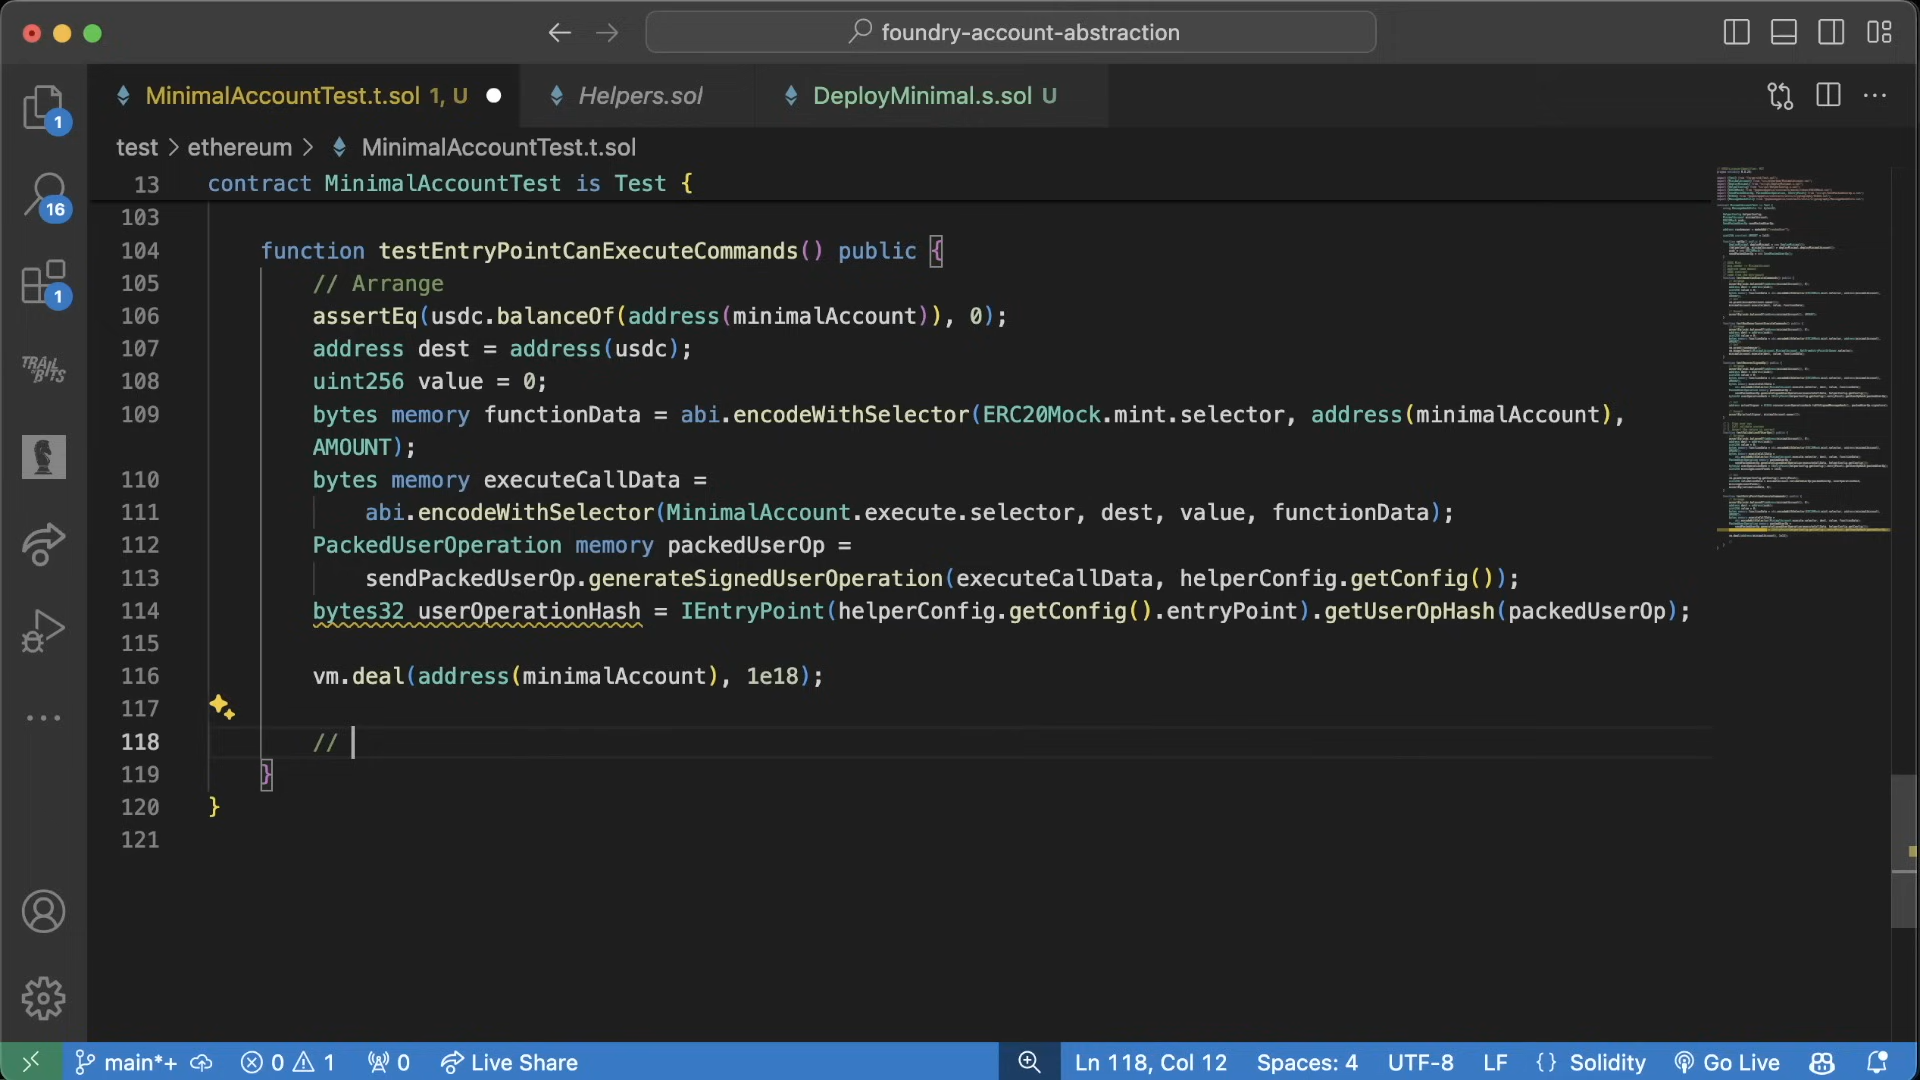 foundry-account-abstraction
MinimalAccountTest.t.sol 1, U
Helpers.sol
DeployMinimal.s.sol U
test > ethereum > MinimalAccountTest.t.sol
13 contract MinimalAccountTest is Test {
103
104 function testEntryPointCanExecuteCommands() public {
105 // Arrange
106 assertEq(usdc.balanceOf(address(minimalAccount)), 0);
107 address dest = address(usdc);
108 uint256 value = 0;
109 bytes memory functionData = abi.encodeWithSelector(ERC20Mock.mint.selector, address(minimalAccount),
AMOUNT);
110 bytes memory executeCallData =
111 abi.encodeWithSelector(MinimalAccount.execute.selector, dest, value, functionData);
112 PackedUserOperation memory packedUserOp =
113 sendPackedUserOp.generateSignedUserOperation(executeCallData, helperConfig.getConfig());
114 bytes32 userOperationHash = IEntryPoint(helperConfig.getConfig().entryPoint).getUserOpHash(packedUserOp);
115
116 vm.deal(address(minimalAccount), 1e18);
117
118 //
119 }
120 }
121
1
16
1
TRAIL OF BITS
main*+
0
1
0
Live Share
Ln 118, Col 12
Spaces: 4
UTF-8
LF
{} Solidity
Go Live